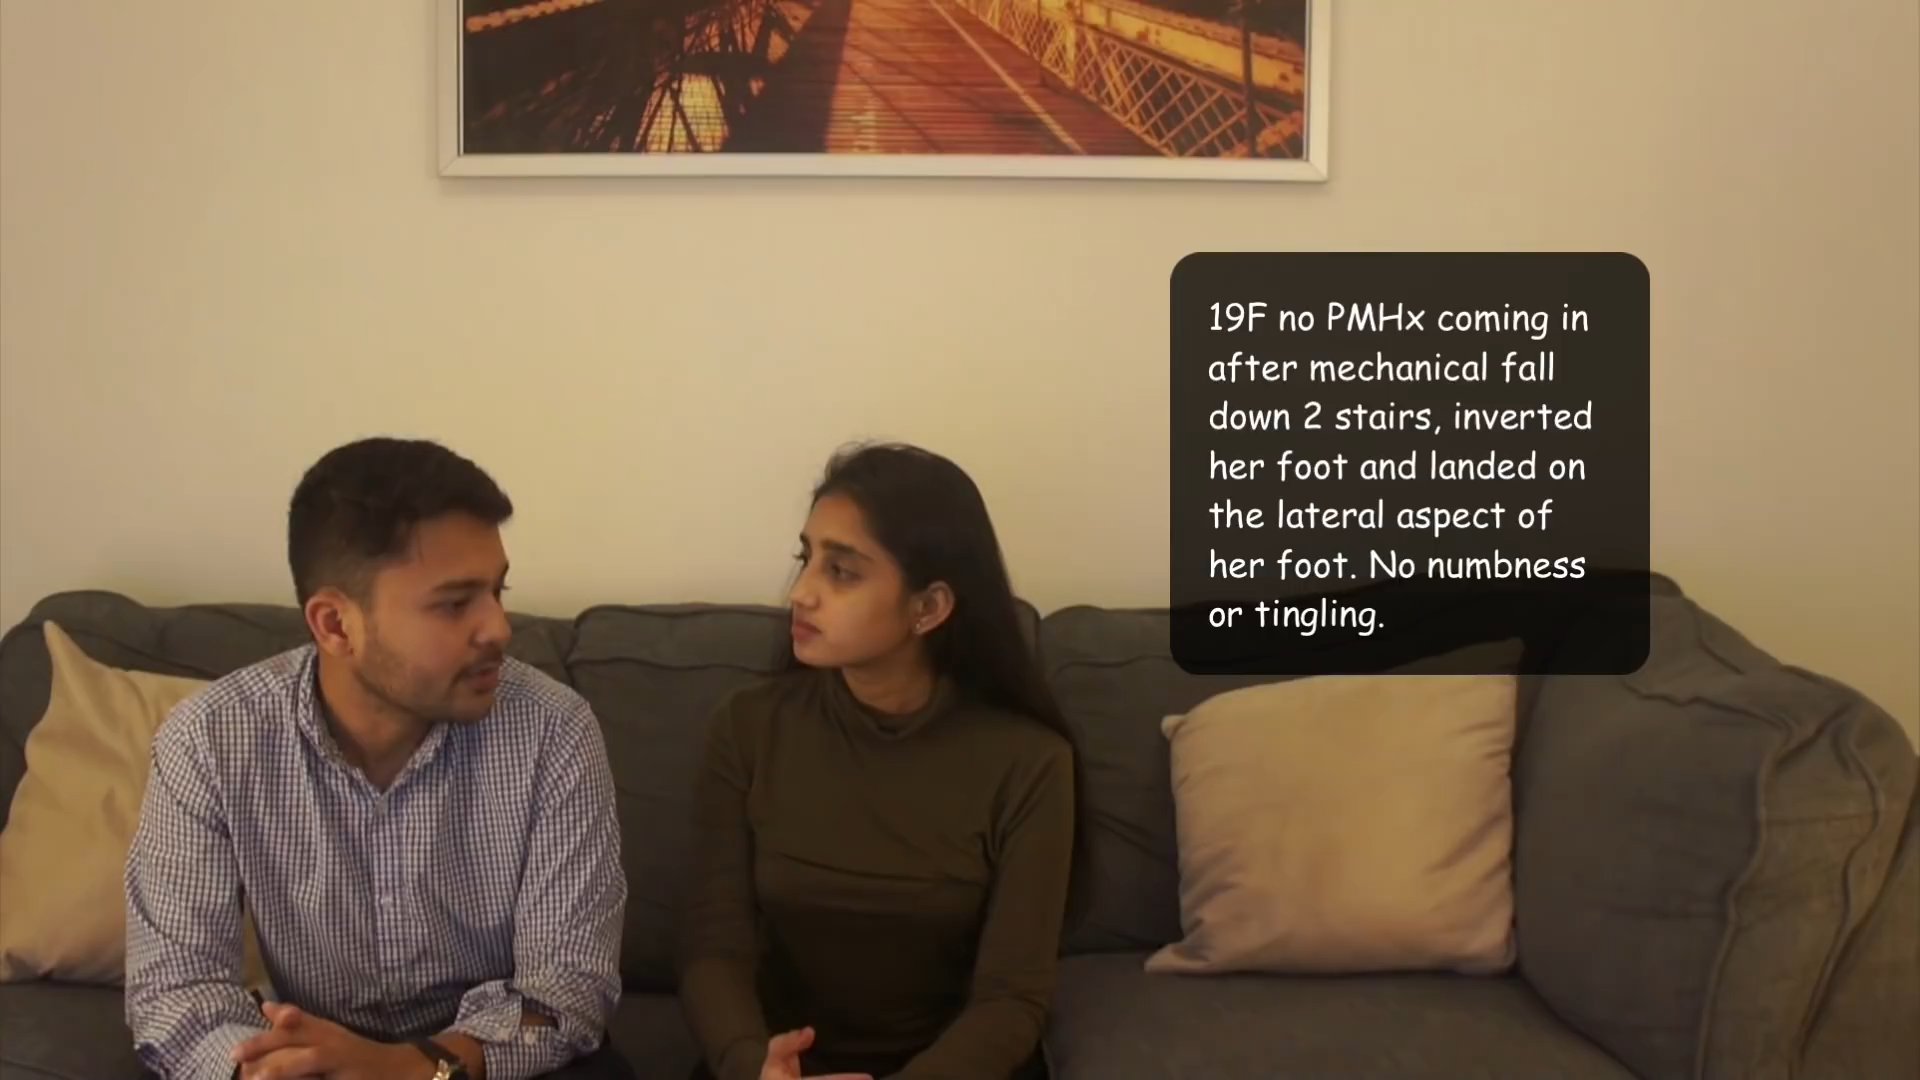 19F no PMHx coming in
after mechanical fall
down 2 stairs, inverted
her foot and landed on
the lateral aspect of
her foot. No numbness
or tingling.